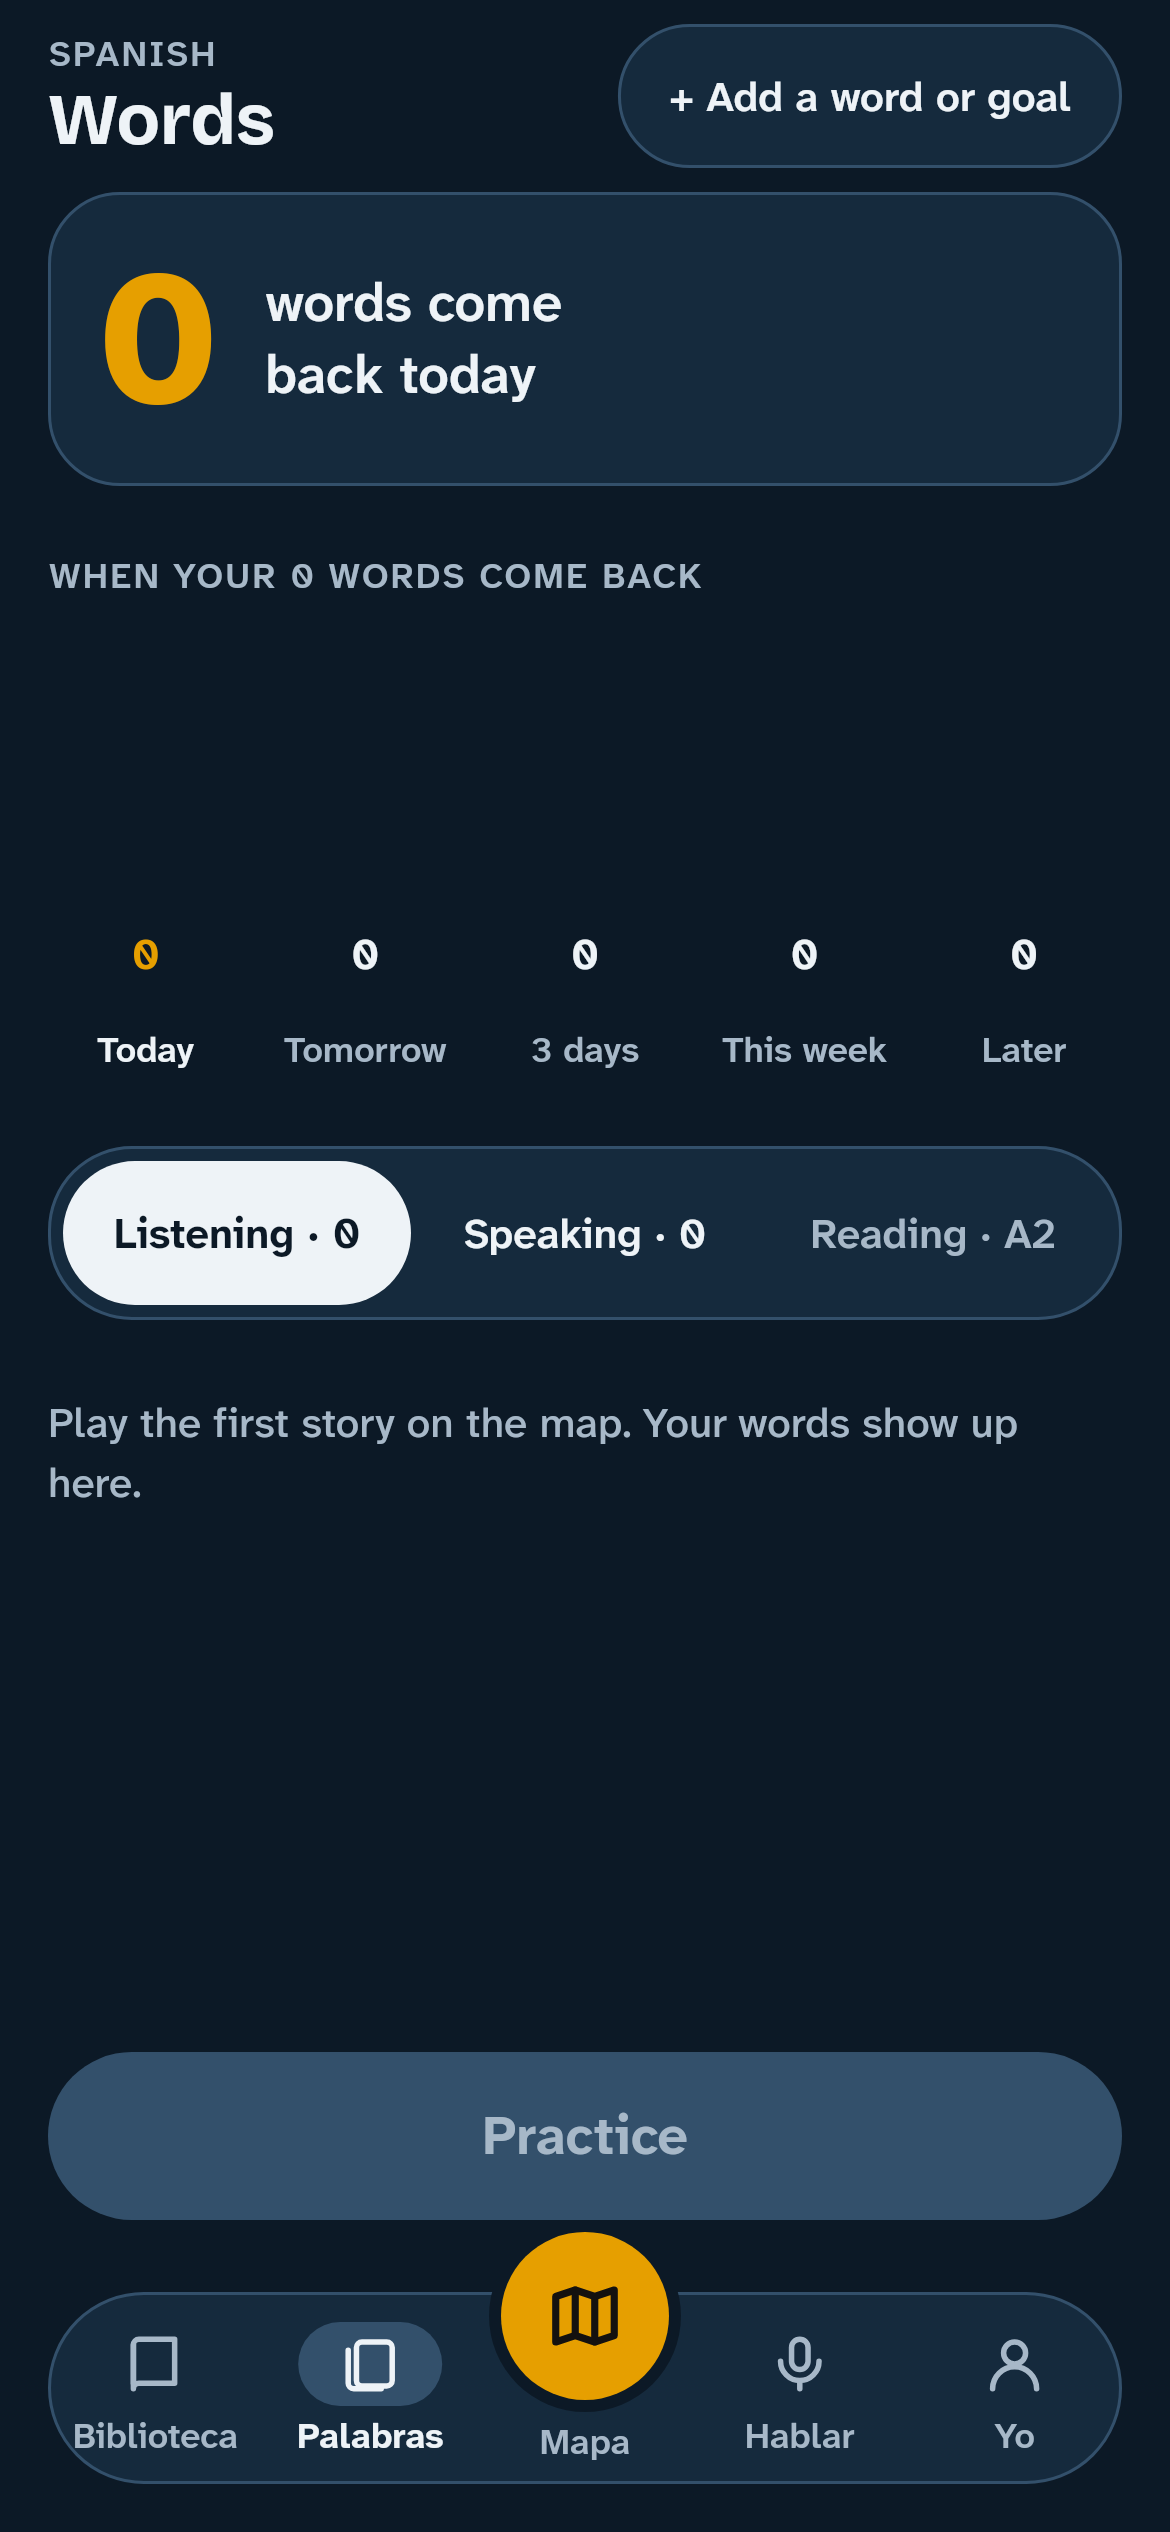 SPANISH
Words
+ Add a word or goal
0
words come
back today
WHEN YOUR 0 WORDS COME BACK
0 0 0 0 0
Today Tomorrow 3 days This week Later
Listening · 0 Speaking · 0 Reading · A2
Play the first story on the map. Your words show up
here.
Practice
Biblioteca Palabras Mapa Hablar Yo